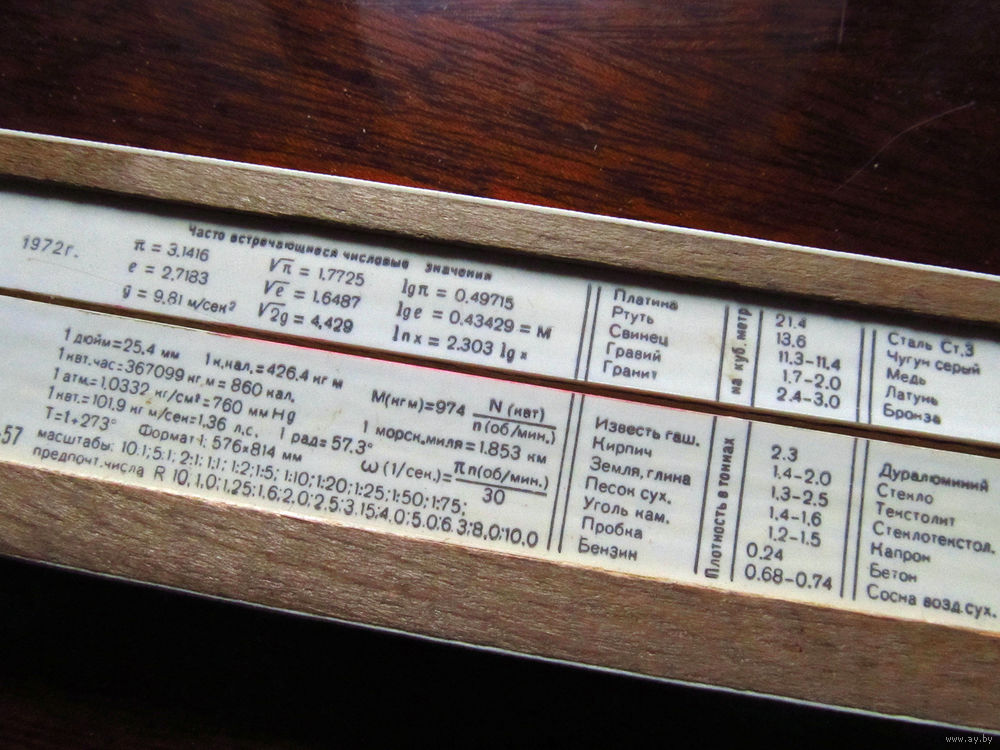 Часто встречающиеся числовые значения
1972г.
π = 3.1416 √π = 1,7725 lgπ = 0.49715
e = 2.7183 √e = 1.6487 lge = 0.43429 = M
g = 9.81 м/сек² √2g = 4,429 lnx = 2.303 lg x
Платина 21.4 Сталь Ст.3
Ртуть 13.6 Чугун серый
Свинец 11.3-11.4 Медь
Гравий 1.7-2.0 Латунь
Гранит 2.4-3.0 Бронза
на куб. метр
1 дюйм=25.4 мм 1 к.кал.=426.4 кг м
1 квт.час=367099 кг.м= 860 кал.
1 атм.=1.0332 кг/см²=760 мм Hg
1 квт.=101.9 кг м/сек=1,36 л.с. 1 рад= 57.3°
T=1+273° Формат 1: 576×814 мм
-57 масштабы: 10:1;5:1; 2:1; 1:1; 1:2;1:5; 1:10;1:20;1:25;1:50; 1:75;
предпочт.числа R 10; 1,0;1,25;1,6;2.0;2.5;3.15;4.0;5.0;6.3;8.0;10,0
M(кгм)=974 N (квт) / n(об/мин.)
1 морск.миля=1.853 км
ω(1/сек.)= π n(об/мин.) / 30
Известь гаш. 2.3 Дуралюминий
Кирпич 1.4-2.0 Стекло
Земля, глина 1.3-2.5 Текстолит
Песок сух. 1.4-1.6 Стеклотекстол.
Уголь кам. 1.2-1.5 Капрон
Пробка 0.24 Бетон
Бензин 0.68-0.74 Сосна возд.сух.
Плотность в тоннах
www.ay.by